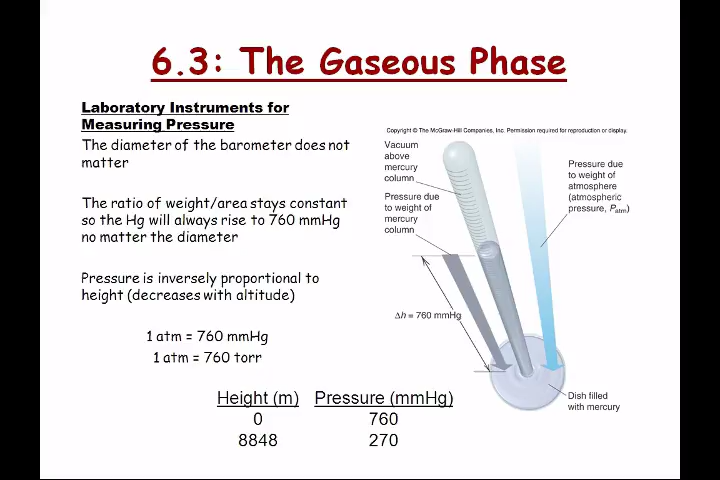 6.3: The Gaseous Phase
Laboratory Instruments for
Measuring Pressure
The diameter of the barometer does not
matter
The ratio of weight/area stays constant
so the Hg will always rise to 760 mmHg
no matter the diameter
Pressure is inversely proportional to
height (decreases with altitude)
1 atm = 760 mmHg
1 atm = 760 torr
Height (m) Pressure (mmHg)
0 760
8848 270
Copyright © The McGraw-Hill Companies, Inc. Permission required for reproduction or display.
Vacuum
above
mercury
column
Pressure due
to weight of
mercury
column
Δh = 760 mmHg
Pressure due
to weight of
atmosphere
(atmospheric
pressure, Patm)
Dish filled
with mercury